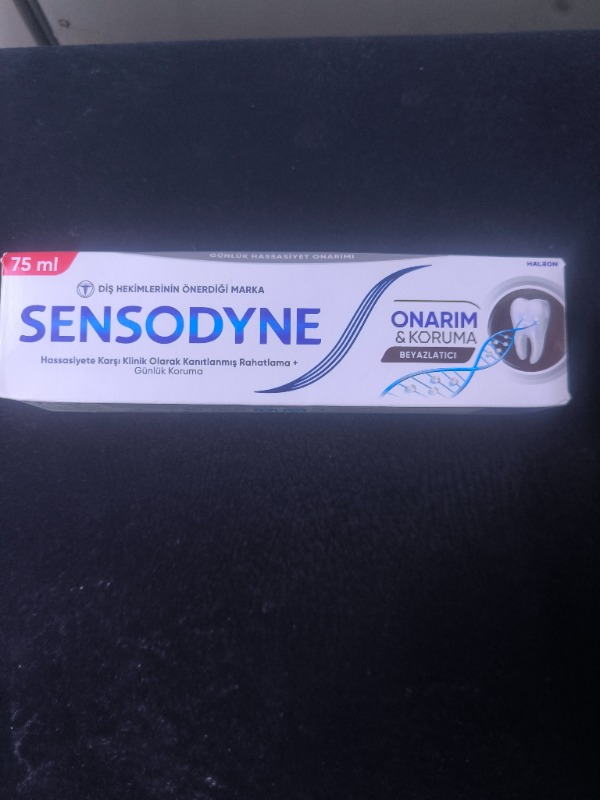 GÜNLÜK HASSASİYET ONARIMI
75 ml
HALEON
DİŞ HEKİMLERİNİN ÖNERDİĞİ MARKA
SENSODYNE
Hassasiyete Karşı Klinik Olarak Kanıtlanmış Rahatlama +
Günlük Koruma
ONARIM
& KORUMA
BEYAZLATICI